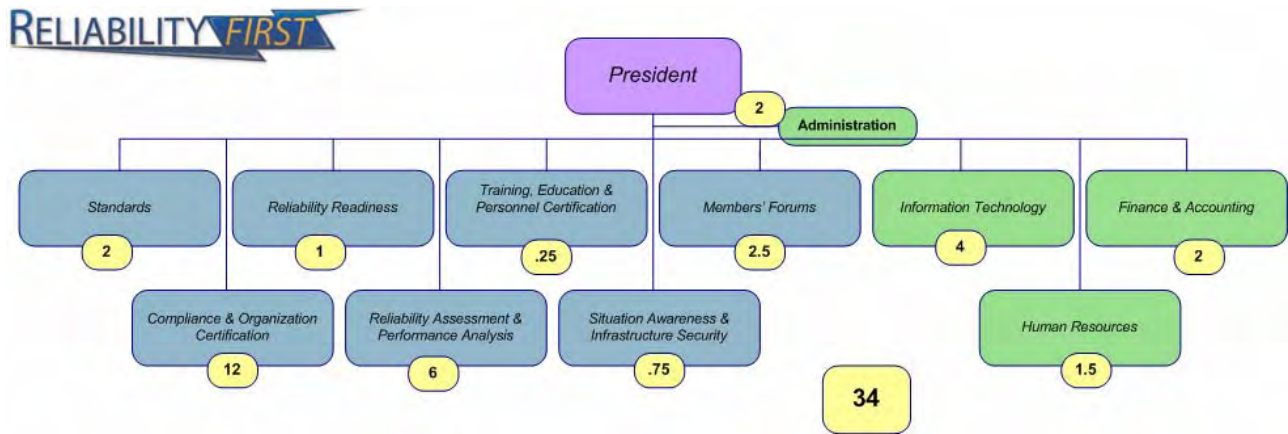 RELIABILITY FIRST
President
2
Administration
Standards
2
Reliability Readiness
1
Training, Education &
Personnel Certification
.25
Members' Forums
2.5
Information Technology
4
Finance & Accounting
2
Compliance & Organization
Certification
12
Reliability Assessment &
Performance Analysis
6
Situation Awareness &
Infrastructure Security
.75
Human Resources
1.5
34